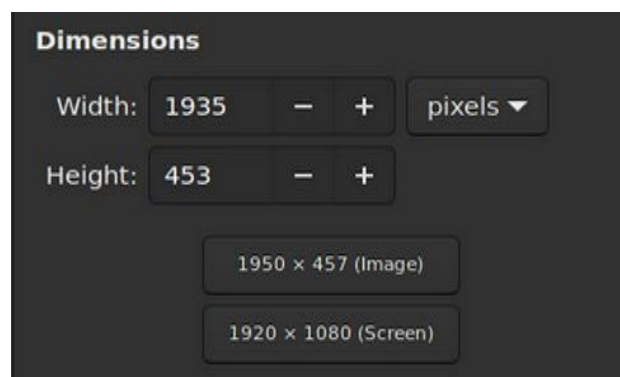 Dimensions
Width: 1935 − + pixels
Height: 453 − +
1950 × 457 (Image)
1920 × 1080 (Screen)